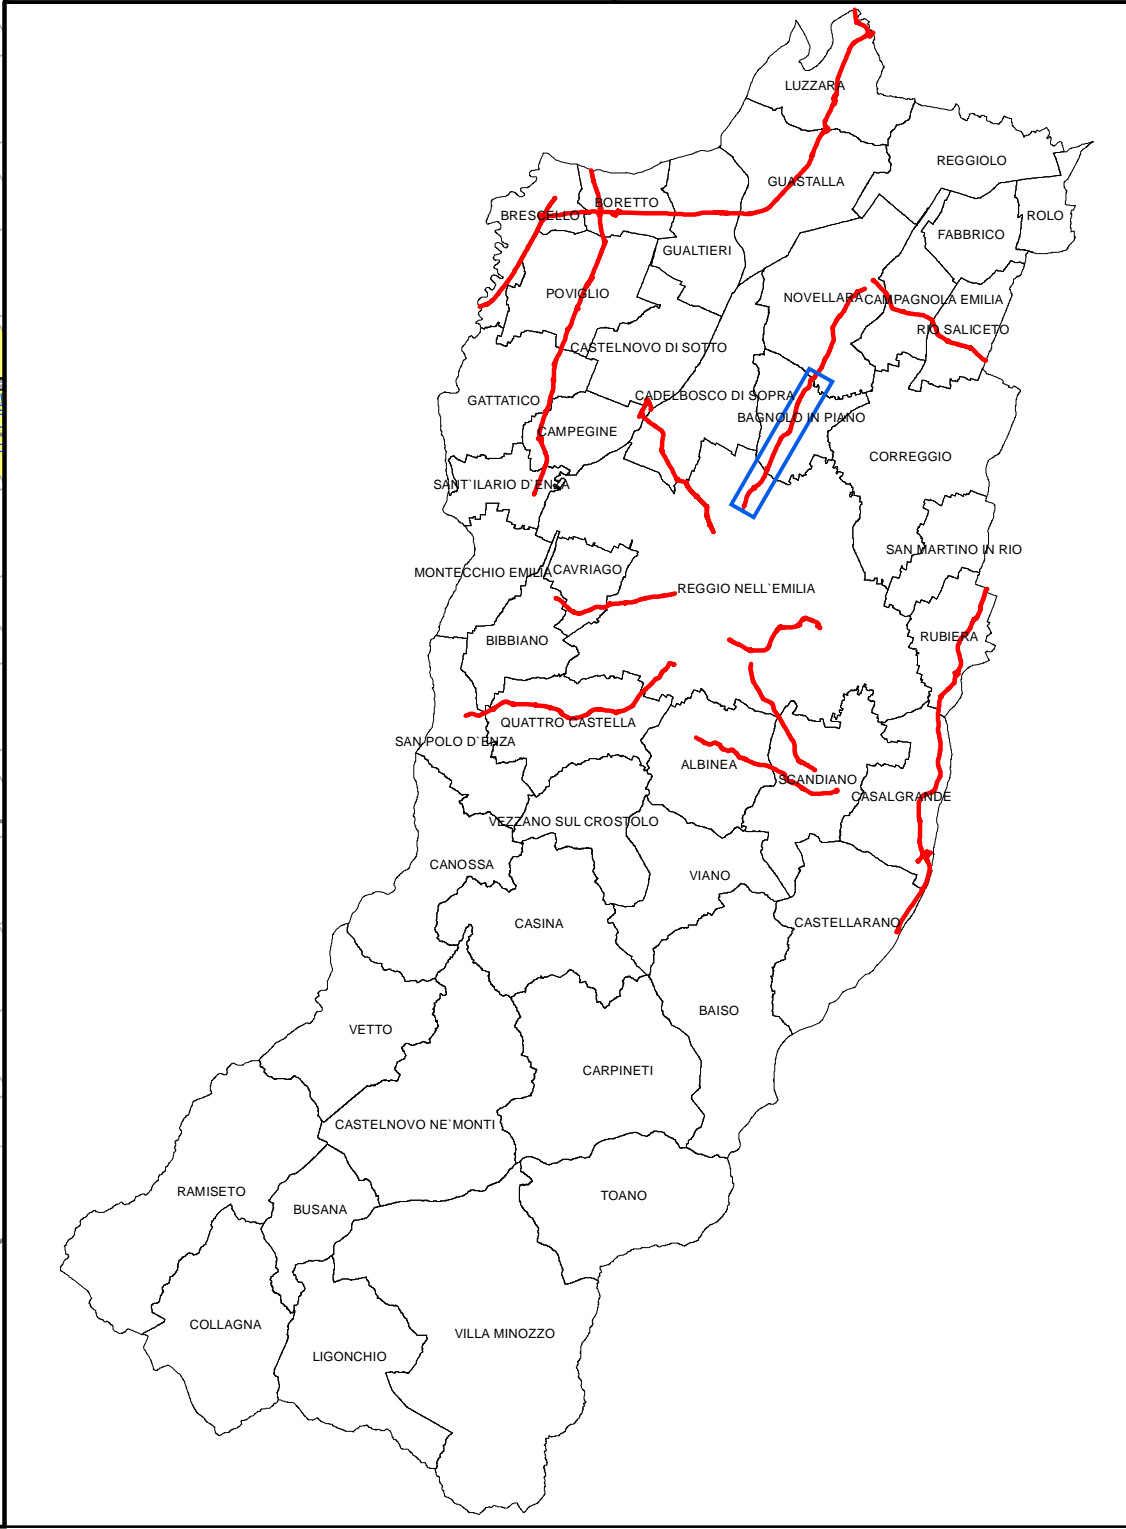 LUZZARA
REGGIOLO
GUASTALLA
BORETTO
BRESCELLO
ROLO
FABBRICO
GUALTIERI
POVIGLIO
NOVELLARA
CAMPAGNOLA EMILIA
RIO SALICETO
CASTELNOVO DI SOTTO
CADELBOSCO DI SOPRA
GATTATICO
BAGNOLO IN PIANO
CAMPEGINE
CORREGGIO
SANT`ILARIO D`ENZA
SAN MARTINO IN RIO
MONTECCHIO EMILIA
CAVRIAGO
REGGIO NELL`EMILIA
BIBBIANO
RUBIERA
QUATTRO CASTELLA
SAN POLO D`ENZA
ALBINEA
SCANDIANO
CASALGRANDE
VEZZANO SUL CROSTOLO
CANOSSA
VIANO
CASINA
CASTELLARANO
BAISO
VETTO
CARPINETI
CASTELNOVO NE`MONTI
RAMISETO
TOANO
BUSANA
COLLAGNA
VILLA MINOZZO
LIGONCHIO